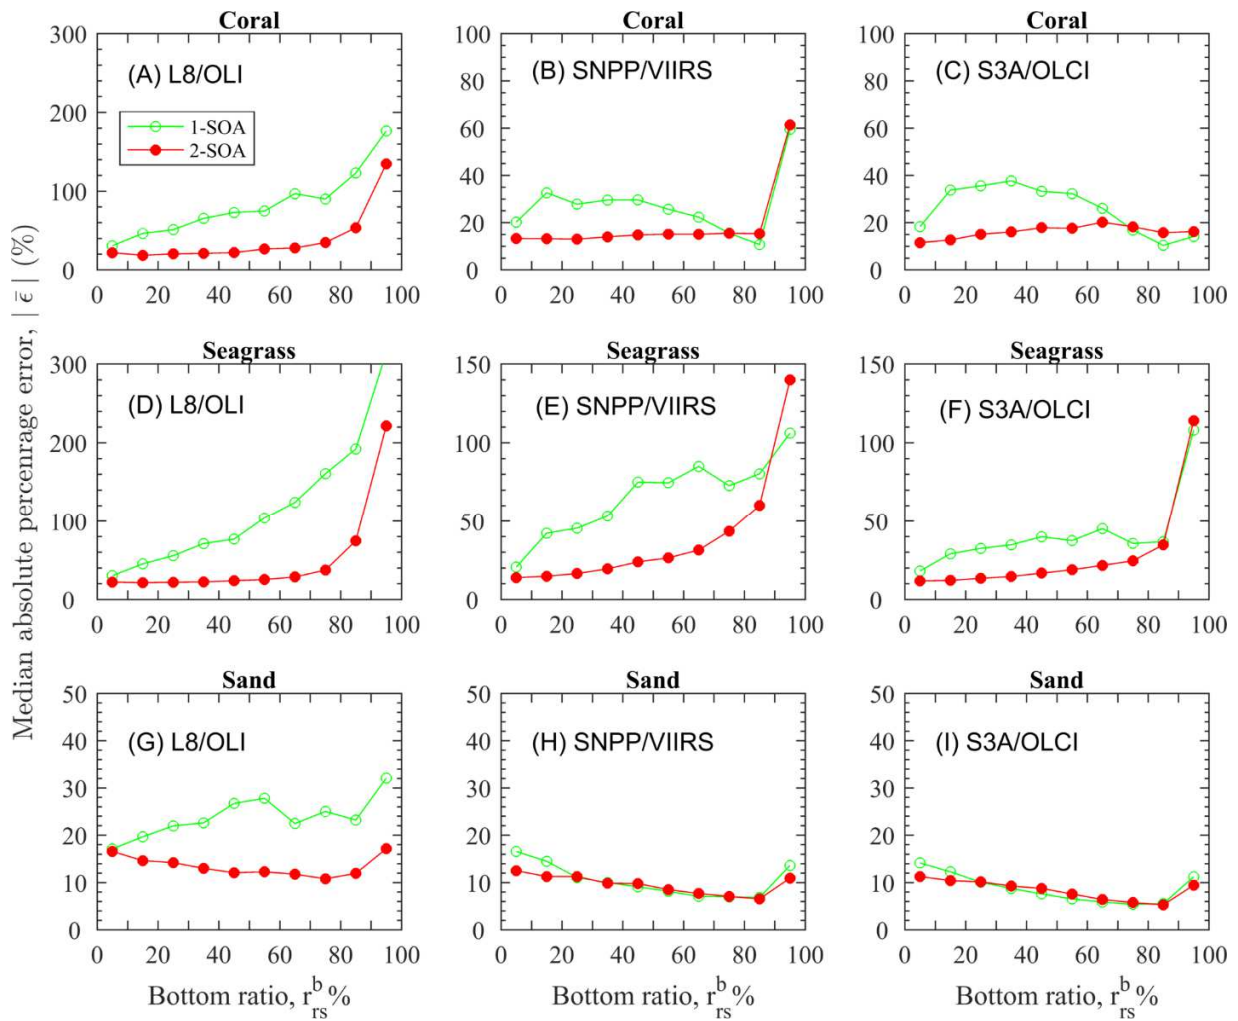 Median absolute percenrage error, | ϵ̄ | (%)
Coral
(A) L8/OLI
1-SOA
2-SOA
300
200
100
0
0 20 40 60 80 100
Coral
(B) SNPP/VIIRS
100
80
60
40
20
0
0 20 40 60 80 100
Coral
(C) S3A/OLCI
100
80
60
40
20
0
0 20 40 60 80 100
Seagrass
(D) L8/OLI
300
200
100
0
0 20 40 60 80 100
Seagrass
(E) SNPP/VIIRS
150
100
50
0
0 20 40 60 80 100
Seagrass
(F) S3A/OLCI
150
100
50
0
0 20 40 60 80 100
Sand
(G) L8/OLI
50
40
30
20
10
0
0 20 40 60 80 100
Bottom ratio, r^b_rs%
Sand
(H) SNPP/VIIRS
50
40
30
20
10
0
0 20 40 60 80 100
Bottom ratio, r^b_rs%
Sand
(I) S3A/OLCI
50
40
30
20
10
0
0 20 40 60 80 100
Bottom ratio, r^b_rs%